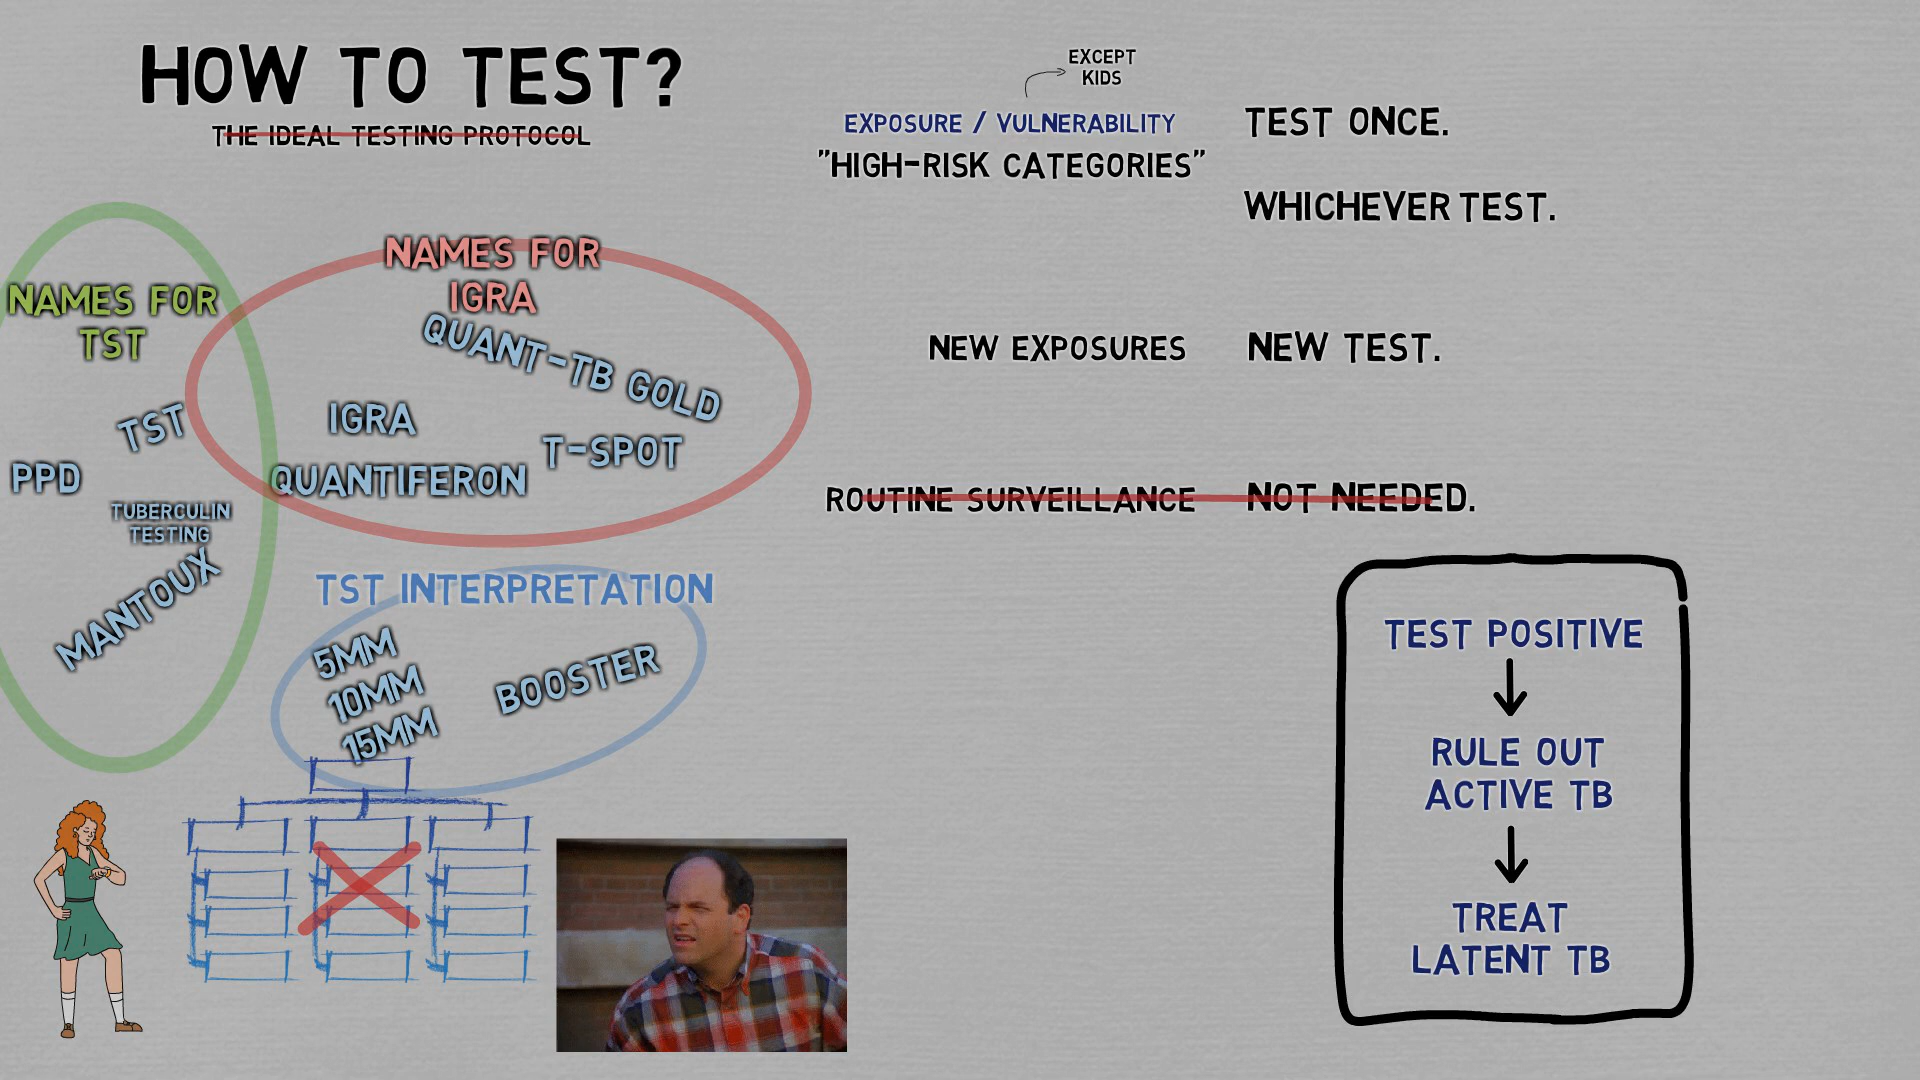 HOW TO TEST?
THE IDEAL TESTING PROTOCOL
NAMES FOR
TST
TST
PPD
TUBERCULIN
TESTING
MANTOUX
NAMES FOR
IGRA
QUANT-TB GOLD
IGRA
T-SPOT
QUANTIFERON
TST INTERPRETATION
5MM
10MM
15MM
BOOSTER
EXCEPT
KIDS
EXPOSURE / VULNERABILITY
"HIGH-RISK CATEGORIES"
TEST ONCE.
WHICHEVER TEST.
NEW EXPOSURES
NEW TEST.
ROUTINE SURVEILLANCE
NOT NEEDED.
TEST POSITIVE
RULE OUT
ACTIVE TB
TREAT
LATENT TB